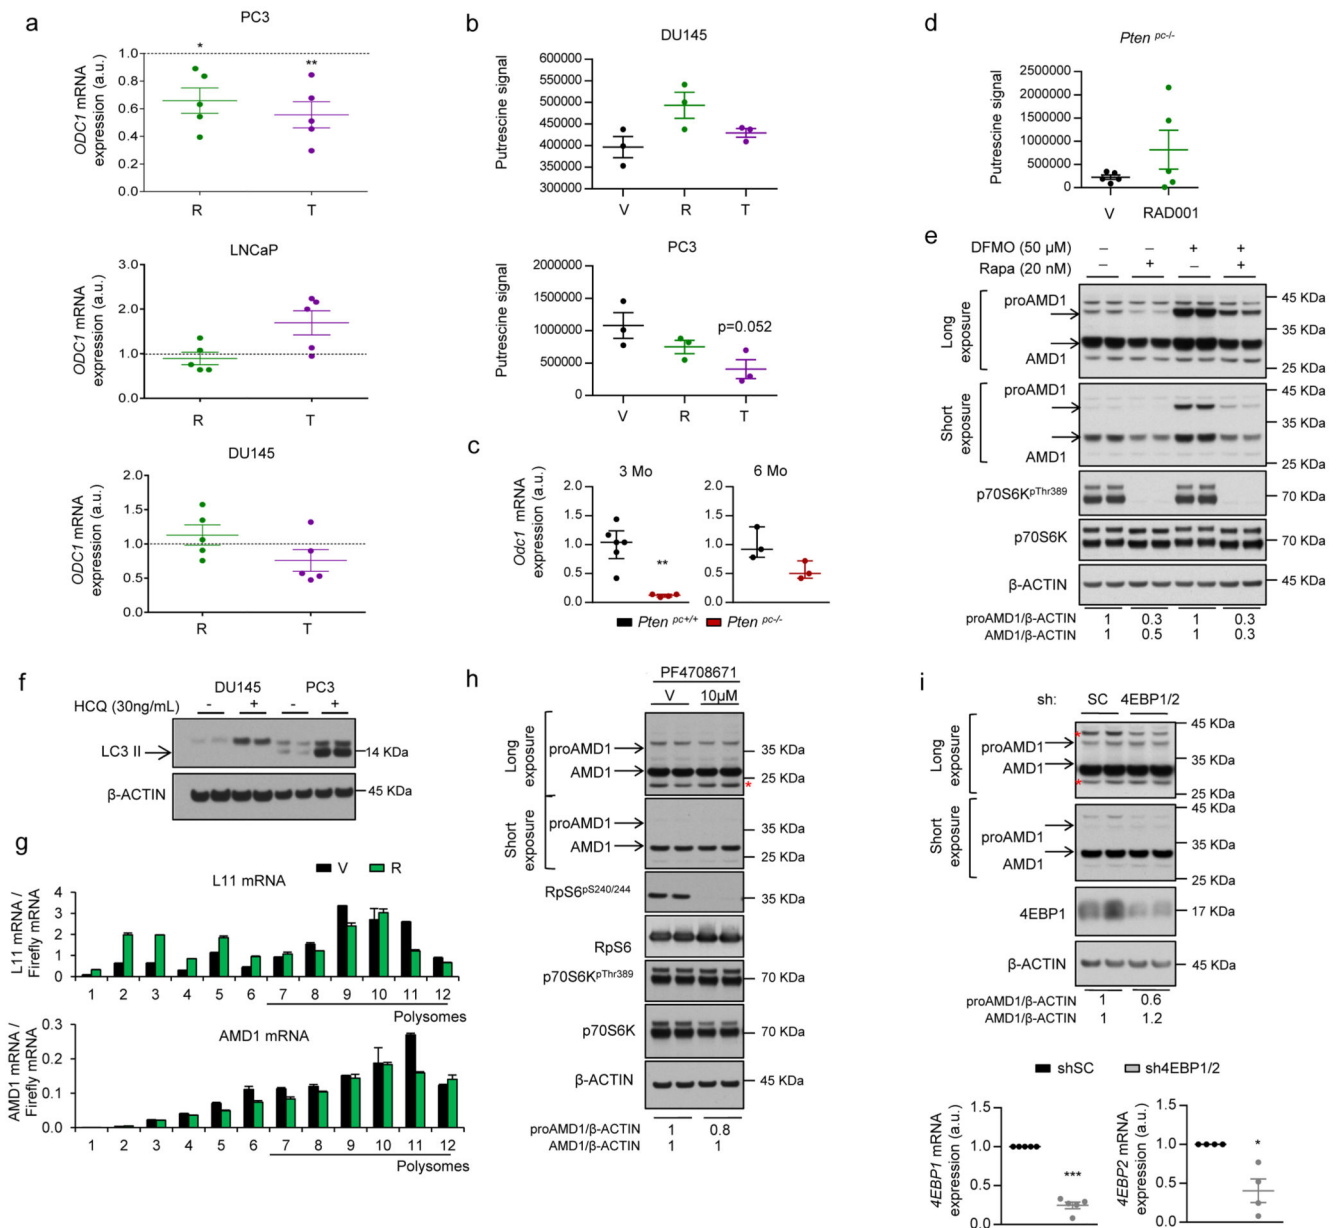 a
PC3
ODC1 mRNA
expression (a.u.)
1.0
0.8
0.6
0.4
0.2
0.0
*
**
R
T
LNCaP
ODC1 mRNA
expression (a.u.)
3.0
2.0
1.0
0.0
R
T
DU145
ODC1 mRNA
expression (a.u.)
2.0
1.5
1.0
0.5
0.0
R
T
b
DU145
Putrescine signal
600000
550000
500000
450000
400000
350000
300000
V
R
T
PC3
Putrescine signal
2000000
1500000
1000000
500000
0
p=0.052
V
R
T
c
3 Mo
6 Mo
Odc1 mRNA
expression (a.u.)
2.0
1.5
1.0
0.5
0.0
**
2.0
1.5
1.0
0.5
0.0
Pten pc+/+
Pten pc-/-
d
Pten pc-/-
Putrescine signal
2500000
2000000
1500000
1000000
500000
0
V
RAD001
e
DFMO (50 µM) – – + +
Rapa (20 nM) – + – +
Long
exposure
proAMD1
AMD1
45 KDa
35 KDa
25 KDa
Short
exposure
proAMD1
AMD1
45 KDa
35 KDa
25 KDa
p70S6KpThr389
70 KDa
p70S6K
70 KDa
β-ACTIN
45 KDa
proAMD1/β-ACTIN 1 0.3 1 0.3
AMD1/β-ACTIN 1 0.5 1 0.3
f
DU145 PC3
HCQ (30ng/mL) - + - +
LC3 II
14 KDa
β-ACTIN
45 KDa
g
V R
L11 mRNA
L11 mRNA /
Firefly mRNA
4
3
2
1
0
1 2 3 4 5 6 7 8 9 10 11 12
Polysomes
AMD1 mRNA
AMD1 mRNA /
Firefly mRNA
0.3
0.2
0.1
0
1 2 3 4 5 6 7 8 9 10 11 12
Polysomes
h
PF4708671
V 10µM
Long
exposure
proAMD1
AMD1
35 KDa
25 KDa
*
Short
exposure
proAMD1
AMD1
35 KDa
25 KDa
RpS6pS240/244
35 KDa
RpS6
p70S6KpThr389
70 KDa
p70S6K
70 KDa
β-ACTIN
45 KDa
proAMD1/β-ACTIN 1 0.8
AMD1/β-ACTIN 1 1
i
sh: SC 4EBP1/2
Long
exposure
*
proAMD1
AMD1
*
45 KDa
35 KDa
25 KDa
Short
exposure
proAMD1
AMD1
45 KDa
35 KDa
25 KDa
4EBP1
17 KDa
β-ACTIN
45 KDa
proAMD1/β-ACTIN 1 0.6
AMD1/β-ACTIN 1 1.2
shSC sh4EBP1/2
4EBP1 mRNA
expression (a.u.)
1.5
1.0
0.5
0.0
***
4EBP2 mRNA
expression (a.u.)
1.5
1.0
0.5
0.0
*